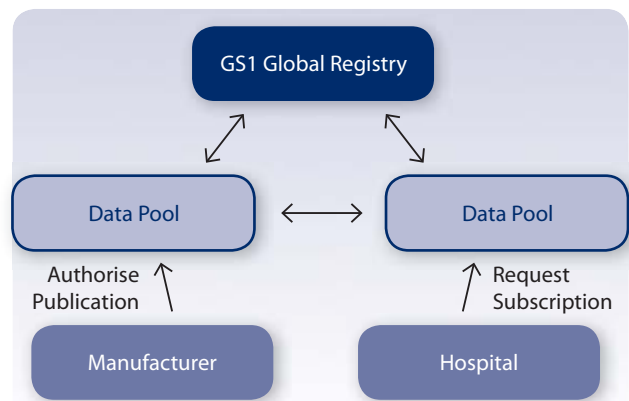 GS1 Global Registry
Data Pool
Data Pool
Authorise
Publication
Request
Subscription
Manufacturer
Hospital